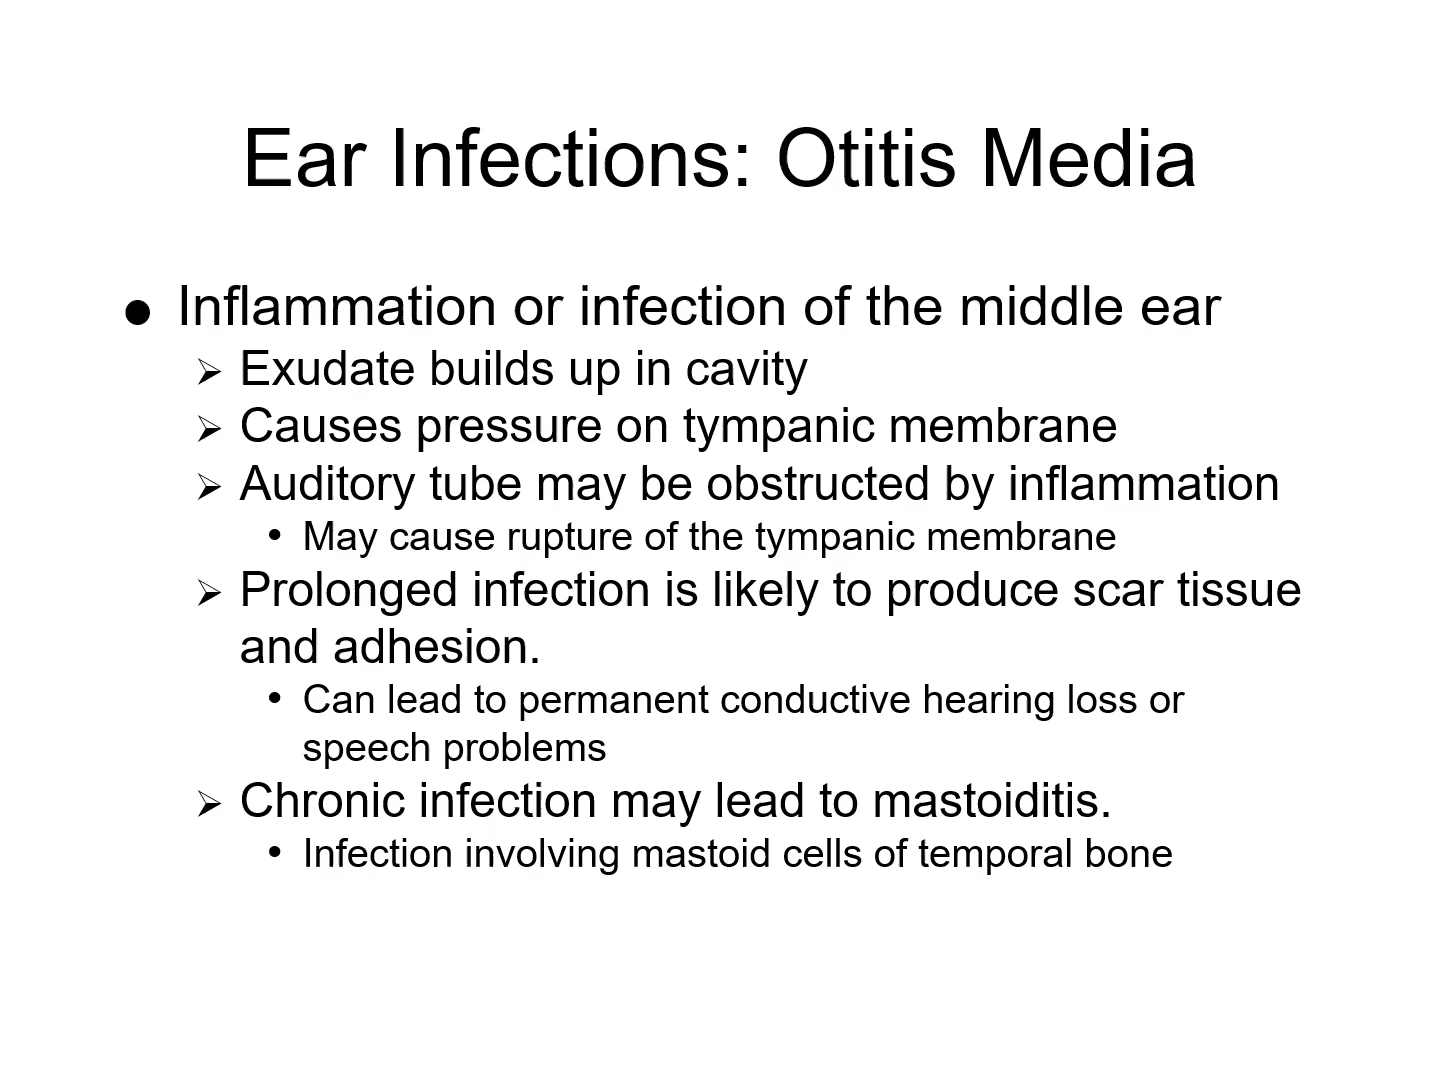 Ear Infections: Otitis Media
● Inflammation or infection of the middle ear
➢ Exudate builds up in cavity
➢ Causes pressure on tympanic membrane
➢ Auditory tube may be obstructed by inflammation
• May cause rupture of the tympanic membrane
➢ Prolonged infection is likely to produce scar tissue
and adhesion.
• Can lead to permanent conductive hearing loss or
speech problems
➢ Chronic infection may lead to mastoiditis.
• Infection involving mastoid cells of temporal bone